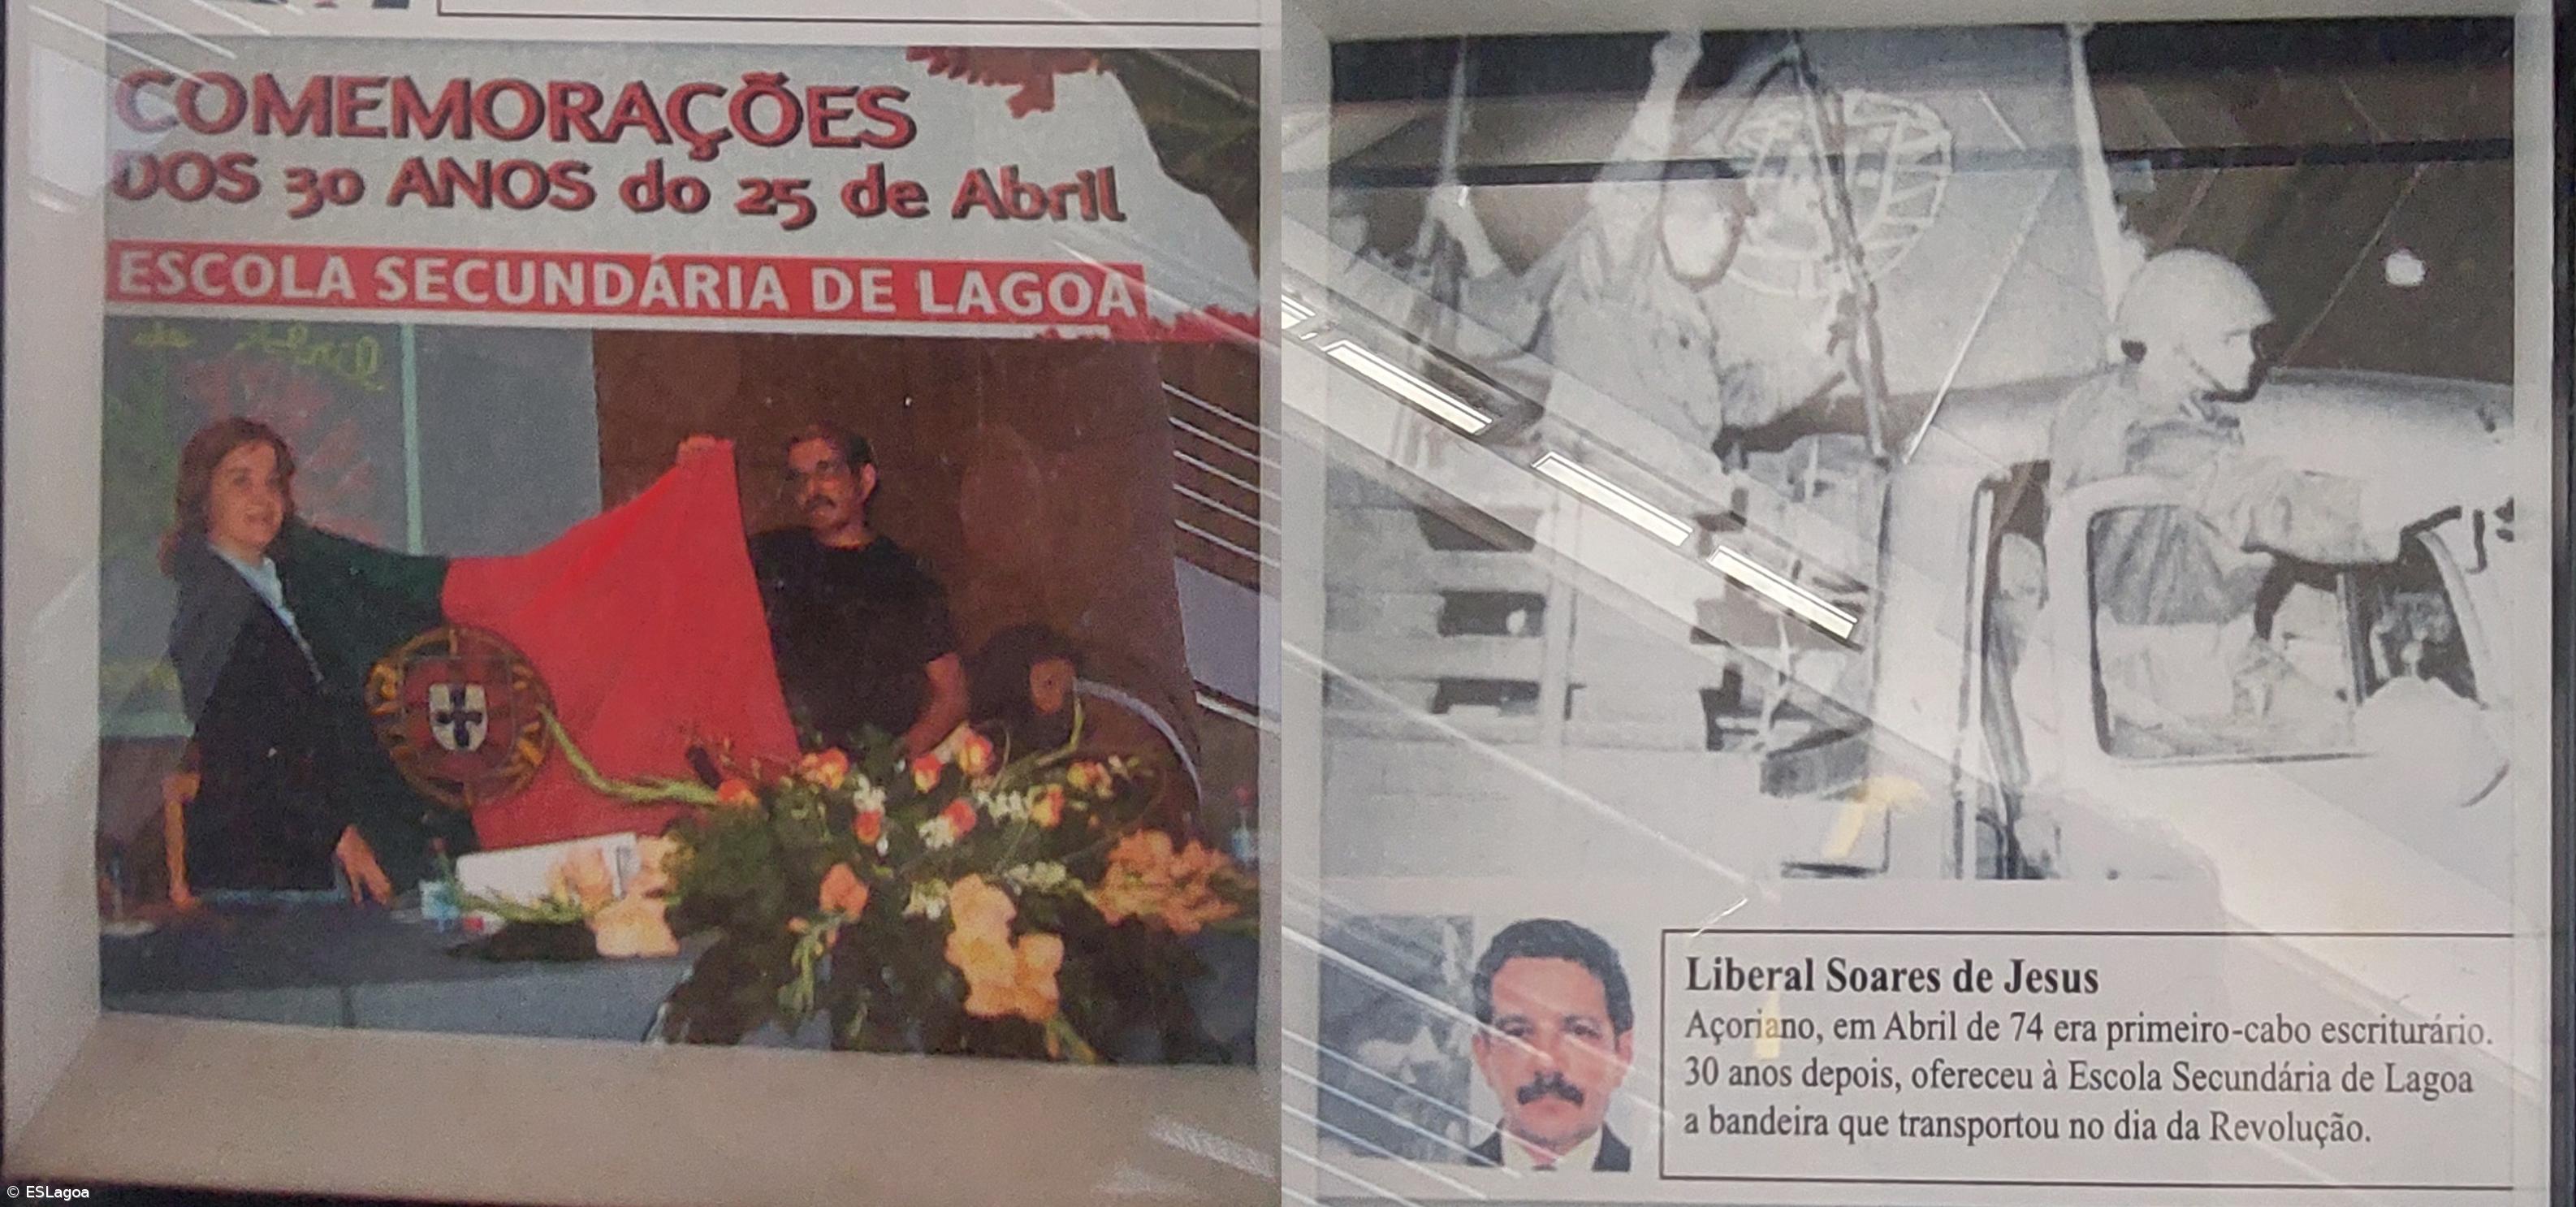 COMEMORAÇÕES
DOS 30 ANOS do 25 de Abril
ESCOLA SECUNDÁRIA DE LAGOA
de Abril
Liberal Soares de Jesus
Açoriano, em Abril de 74 era primeiro-cabo escriturário.
30 anos depois, ofereceu à Escola Secundária de Lagoa
a bandeira que transportou no dia da Revolução.
© ESLagoa